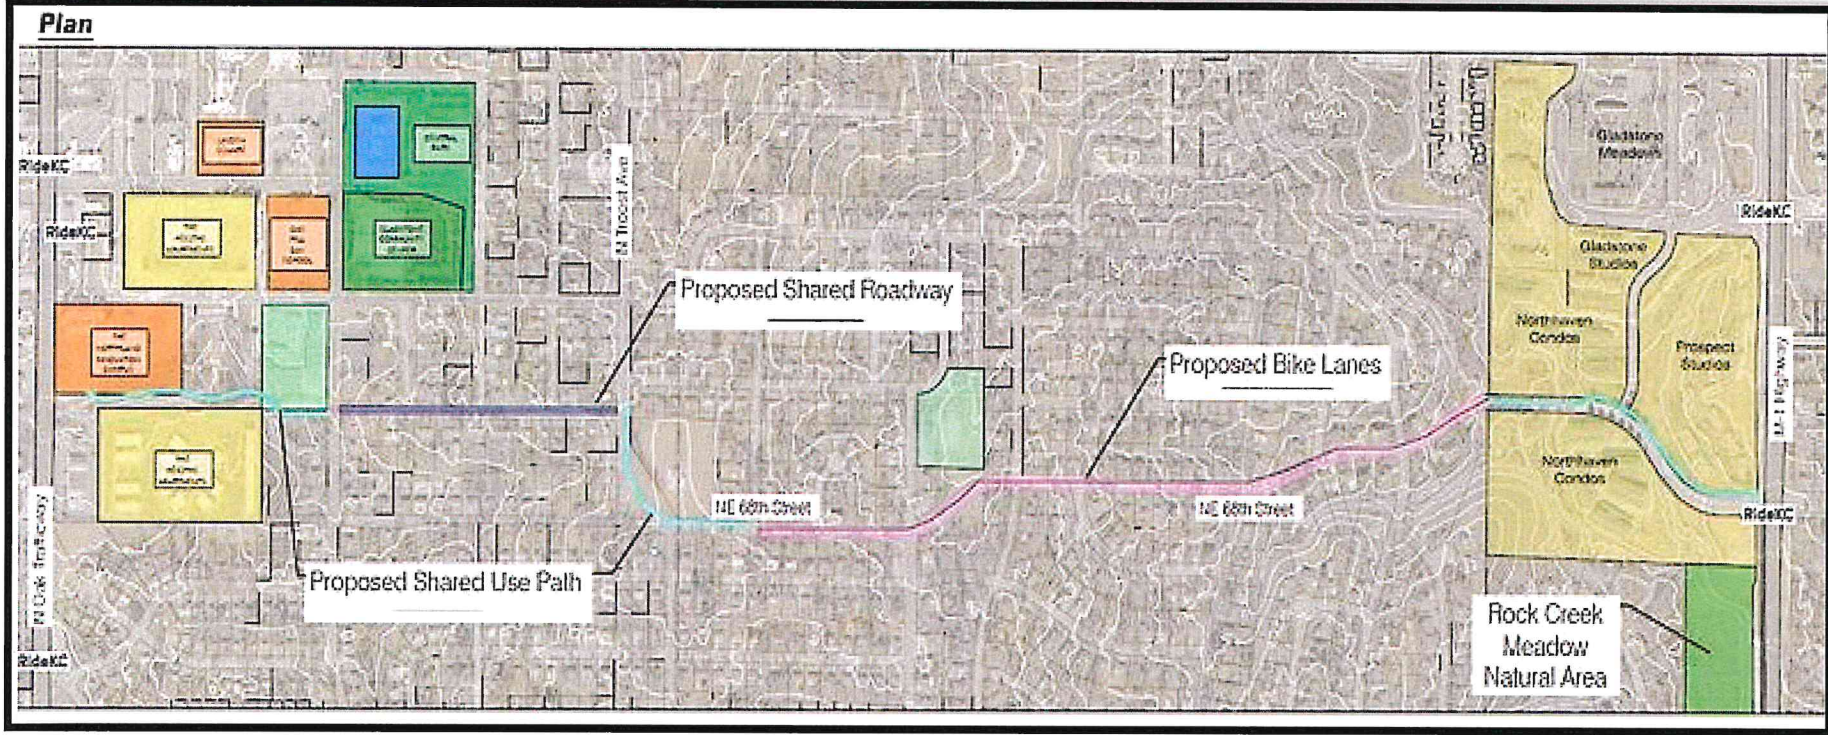 Plan
RideKC
RideKC
N Troost Ave
Gladstone
Meadows
RideKC
Gladstone
Studios
Proposed Shared Roadway
Northhaven
Condos
Prospect
Studios
Proposed Bike Lanes
NE 68th Street
NE 68th Street
Northhaven
Condos
RideKC
N Oak Trafficway
Proposed Shared Use Path
Rock Creek
Meadow
Natural Area
RideKC